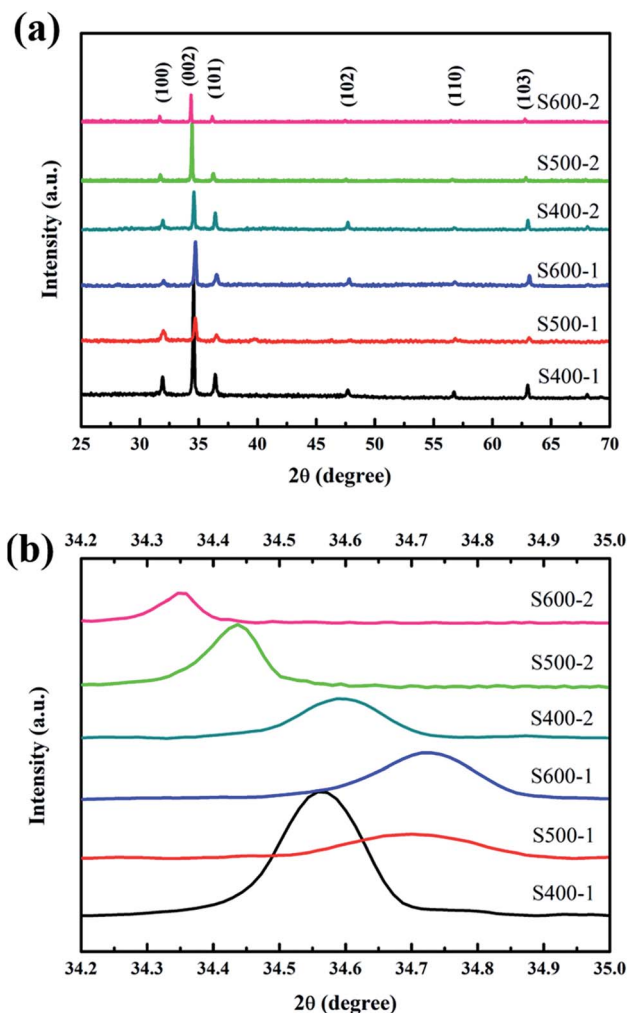 (a)
(100)
(002)
(101)
(102)
(110)
(103)
S600-2
S500-2
S400-2
S600-1
S500-1
S400-1
Intensity (a.u.)
25 30 35 40 45 50 55 60 65 70
2θ (degree)
(b)
34.2 34.3 34.4 34.5 34.6 34.7 34.8 34.9 35.0
S600-2
S500-2
S400-2
S600-1
S500-1
S400-1
Intensity (a.u.)
34.2 34.3 34.4 34.5 34.6 34.7 34.8 34.9 35.0
2θ (degree)